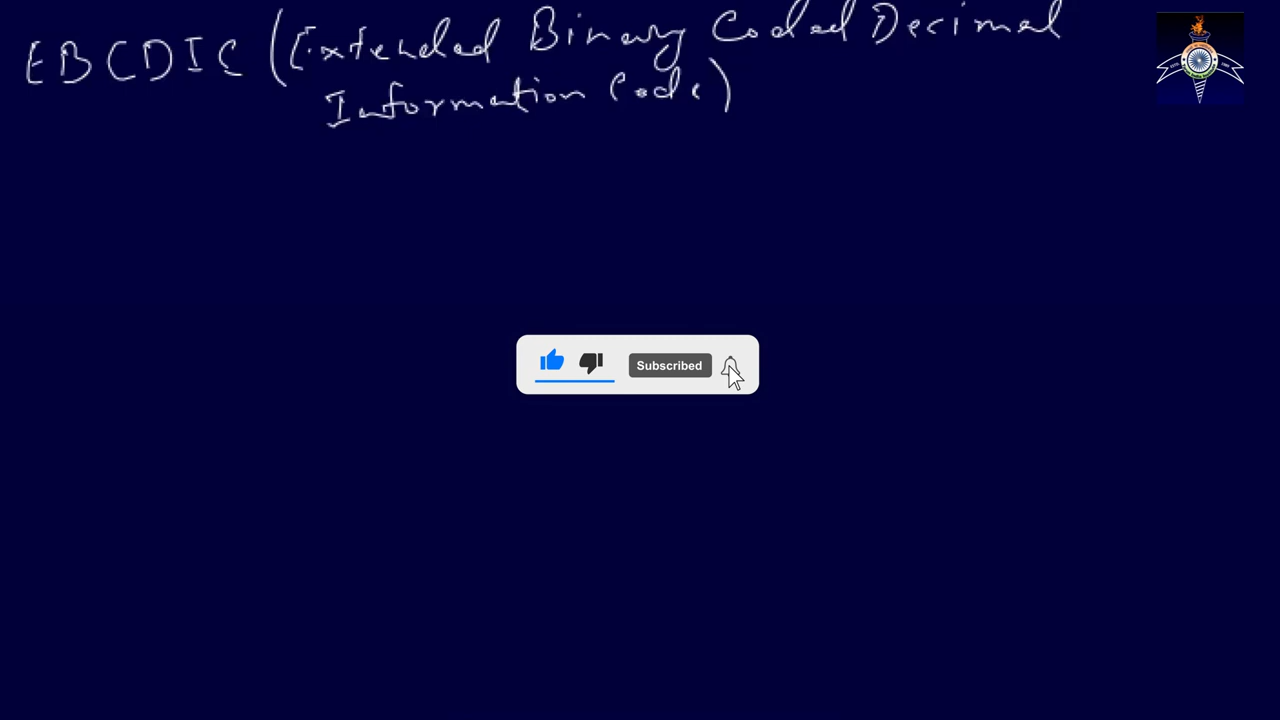 EBCDIC (Extended Binary Coded Decimal
Information Code)
Subscribed